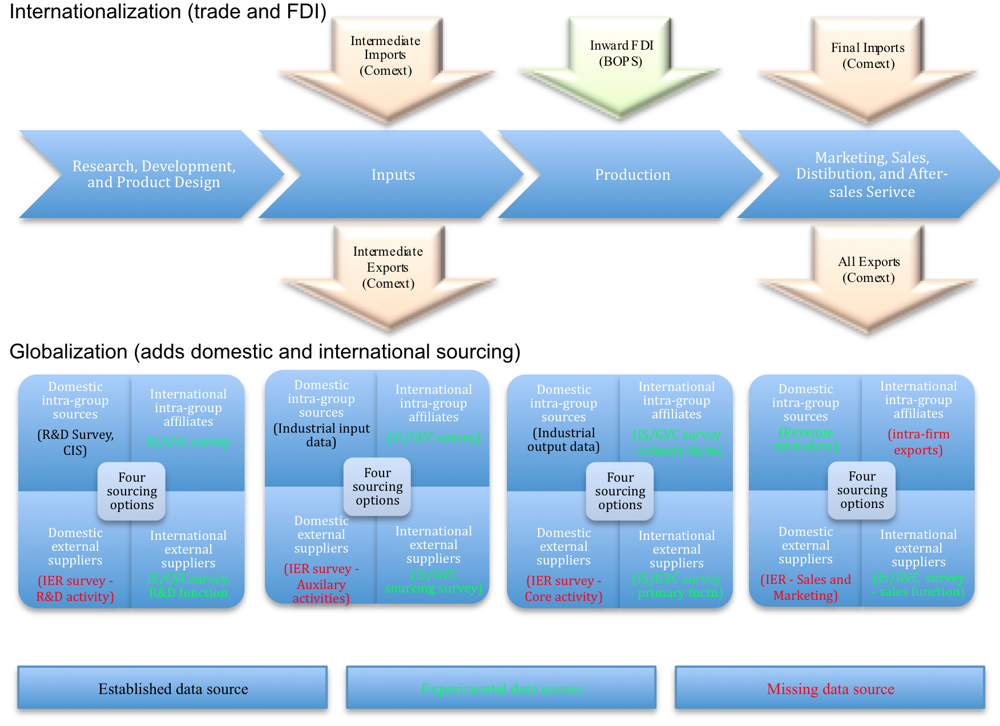 Internationalization (trade and FDI)
Intermediate
Imports
(Comext)
Inward FDI
(BOPS)
Final Imports
(Comext)
Research, Development,
and Product Design
Inputs
Production
Marketing, Sales,
Distibution, and After-
sales Serivce
Intermediate
Exports
(Comext)
All Exports
(Comext)
Globalization (adds domestic and international sourcing)
Domestic
intra-group
sources
(R&D Survey,
CIS)
International
intra-group
affiliates
IS/GVC survey
Four
sourcing
options
Domestic
external
suppliers
(IER survey -
R&D activity)
International
external
suppliers
IS/GVCsurvey,
R&D function
Domestic
intra-group
sources
(Industrial input
data)
International
intra-group
affiliates
(IS/GVC survey)
Four
sourcing
options
Domestic
external
suppliers
(IER survey -
Auxilary
activities)
International
external
suppliers
(IS/GVC
sourcing survey)
Domestic
intra-group
sources
(Industrial
output data)
International
intra-group
affiliates
(IS/GVC survey
- primary fnctn)
Four
sourcing
options
Domestic
external
suppliers
(IER survey -
Core activity)
International
external
suppliers
(IS/GVC survey
- primary fnctn)
Domestic
intra-group
sources
(Revenue
microdata)
International
intra-group
affiliates
(intra-firm
exports)
Four
sourcing
options
Domestic
external
suppliers
(IER - Sales and
Marketing)
International
external
suppliers
(IS/GVC survey
- sales function)
Established data source
Experimental data source
Missing data source